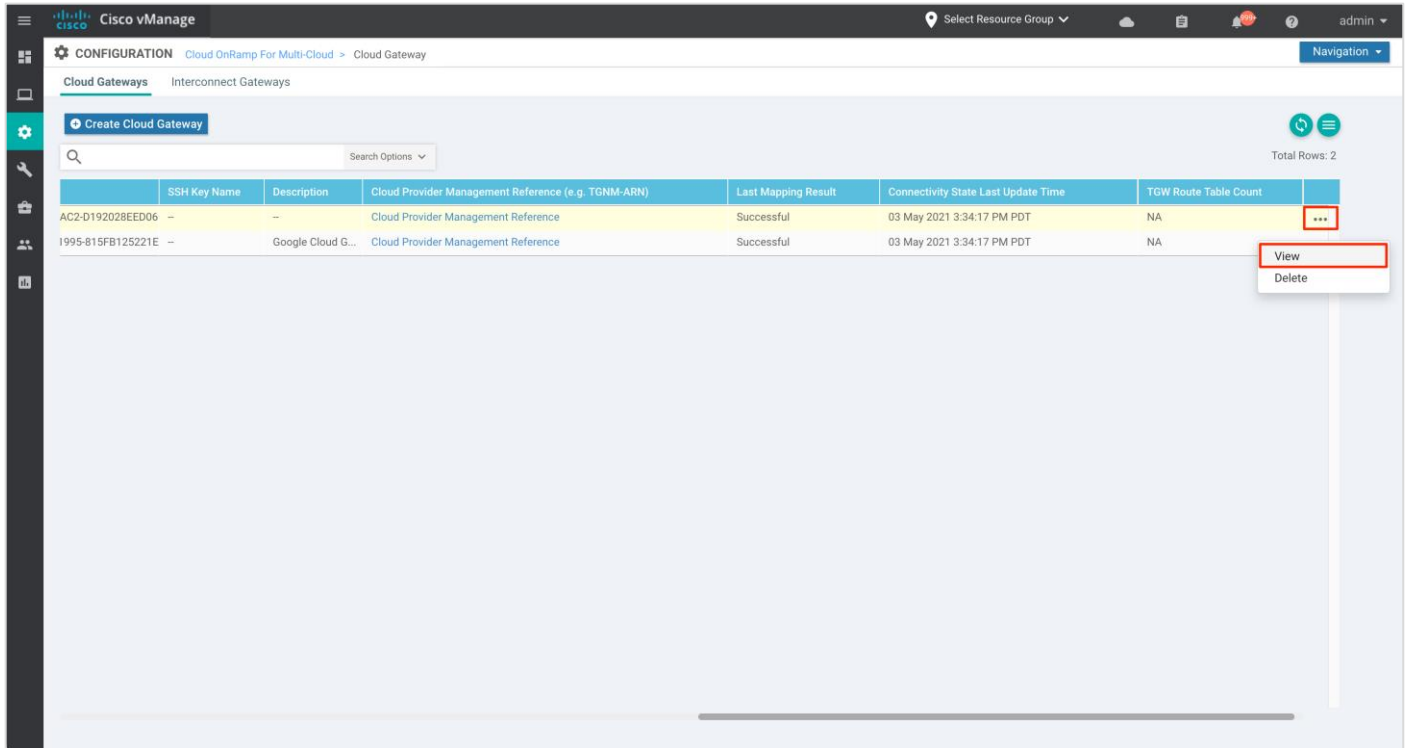 cisco Cisco vManage Select Resource Group 999+ admin
CONFIGURATION Cloud OnRamp For Multi-Cloud > Cloud Gateway Navigation
Cloud Gateways Interconnect Gateways
Create Cloud Gateway
Search Options Total Rows: 2
SSH Key Name Description Cloud Provider Management Reference (e.g. TGNM-ARN) Last Mapping Result Connectivity State Last Update Time TGW Route Table Count
AC2-D192028EED06 -- -- Cloud Provider Management Reference Successful 03 May 2021 3:34:17 PM PDT NA ...
1995-815FB125221E -- Google Cloud G... Cloud Provider Management Reference Successful 03 May 2021 3:34:17 PM PDT NA
View
Delete